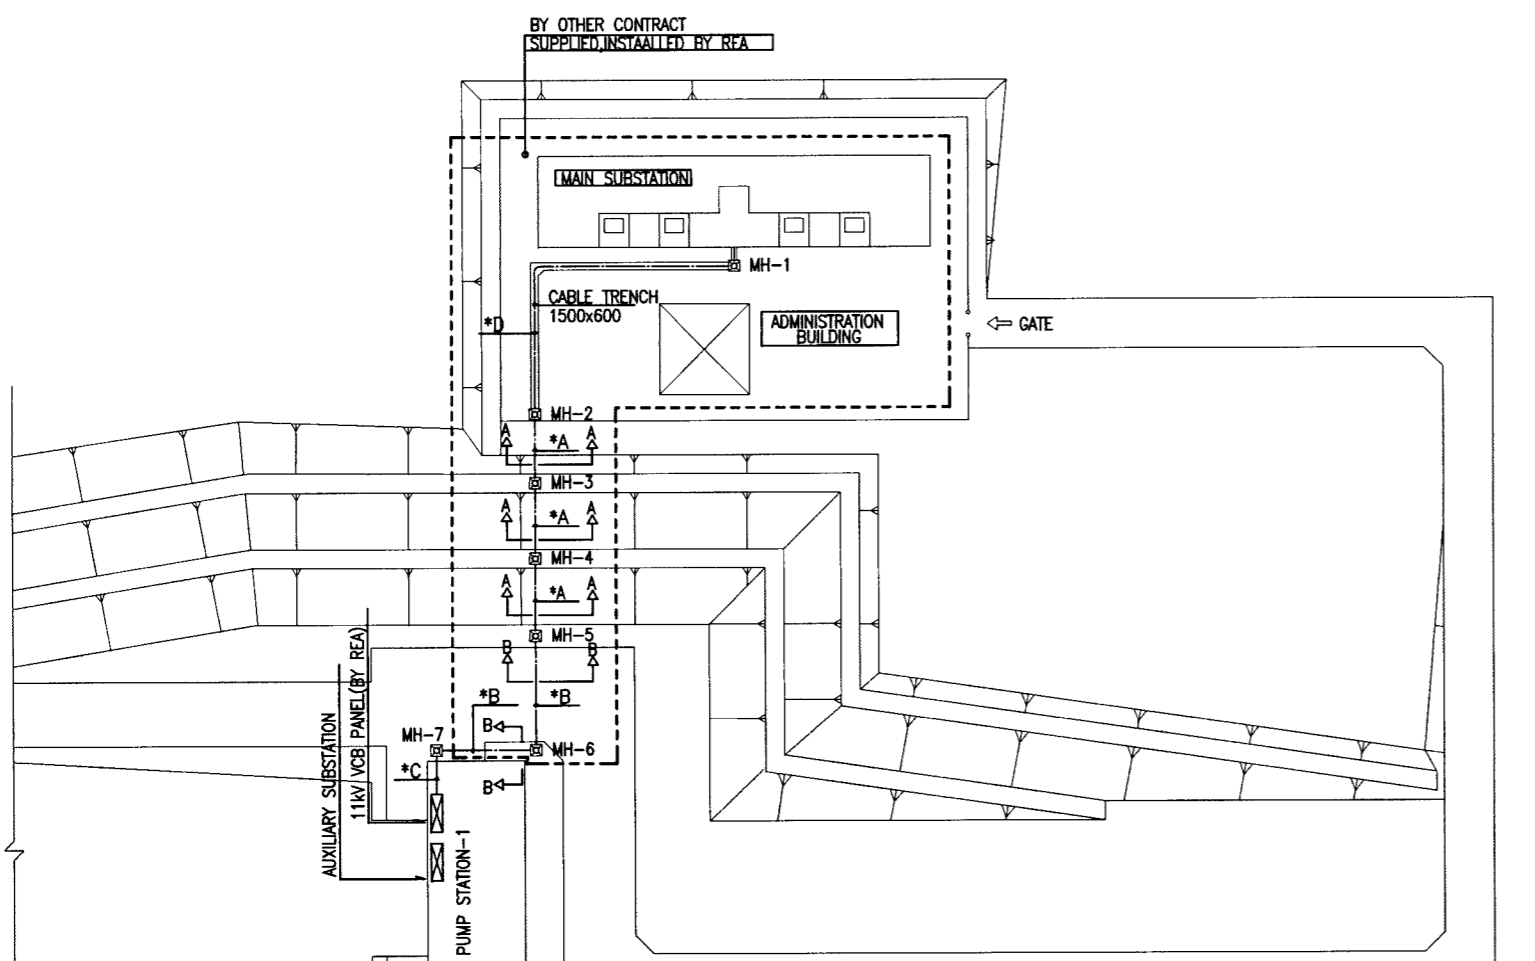 BY OTHER CONTRACT
SUPPLIED,INSTAALLED BY REA
MAIN SUBSTATION
MH-1
CABLE TRENCH
1500x600
*D
ADMINISTRATION
BUILDING
GATE
MH-2
A
A
*A
MH-3
A
A
*A
MH-4
A
A
*A
MH-5
B
B
*B
*B
B
MH-7
MH-6
*C
B
AUXILIARY SUBSTATION
11kV VCB PANEL(BY REA)
PUMP STATION-1